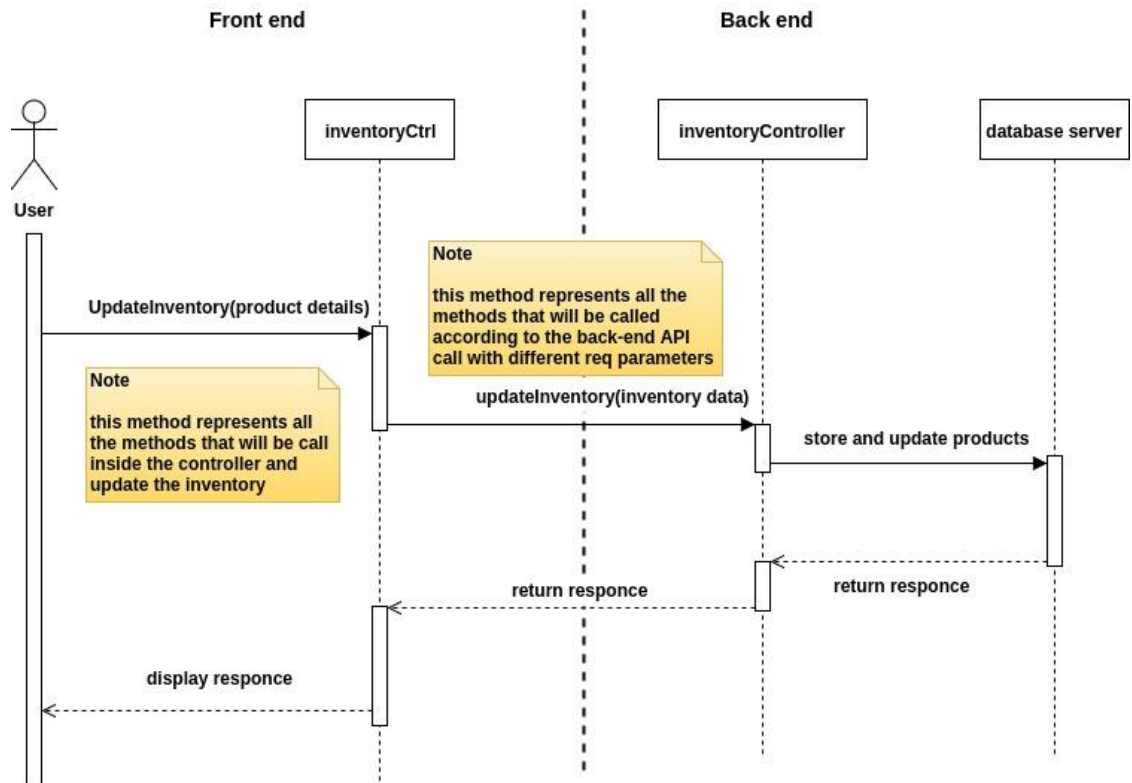 Front end
Back end
inventoryCtrl
inventoryController
database server
User
Note
this method represents all the
methods that will be called
according to the back-end API
call with different req parameters
UpdateInventory(product details)
Note
this method represents all
the methods that will be call
inside the controller and
update the inventory
updateInventory(inventory data)
store and update products
return responce
return responce
display responce